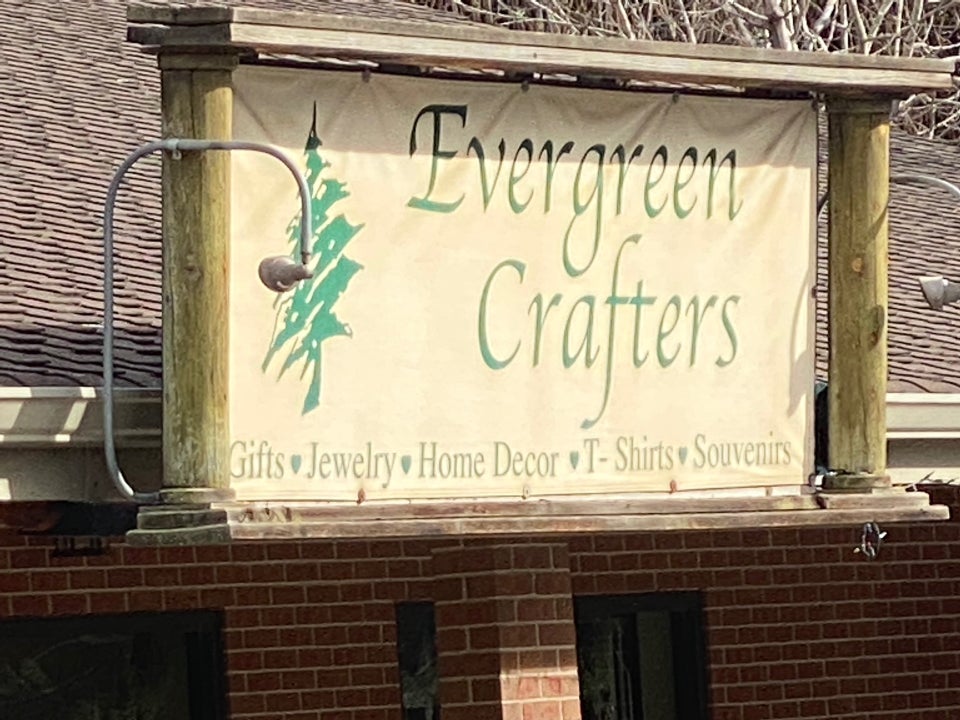 Evergreen
Crafters
Gifts ♥ Jewelry ♥ Home Decor ♥ T- Shirts ♥ Souvenirs